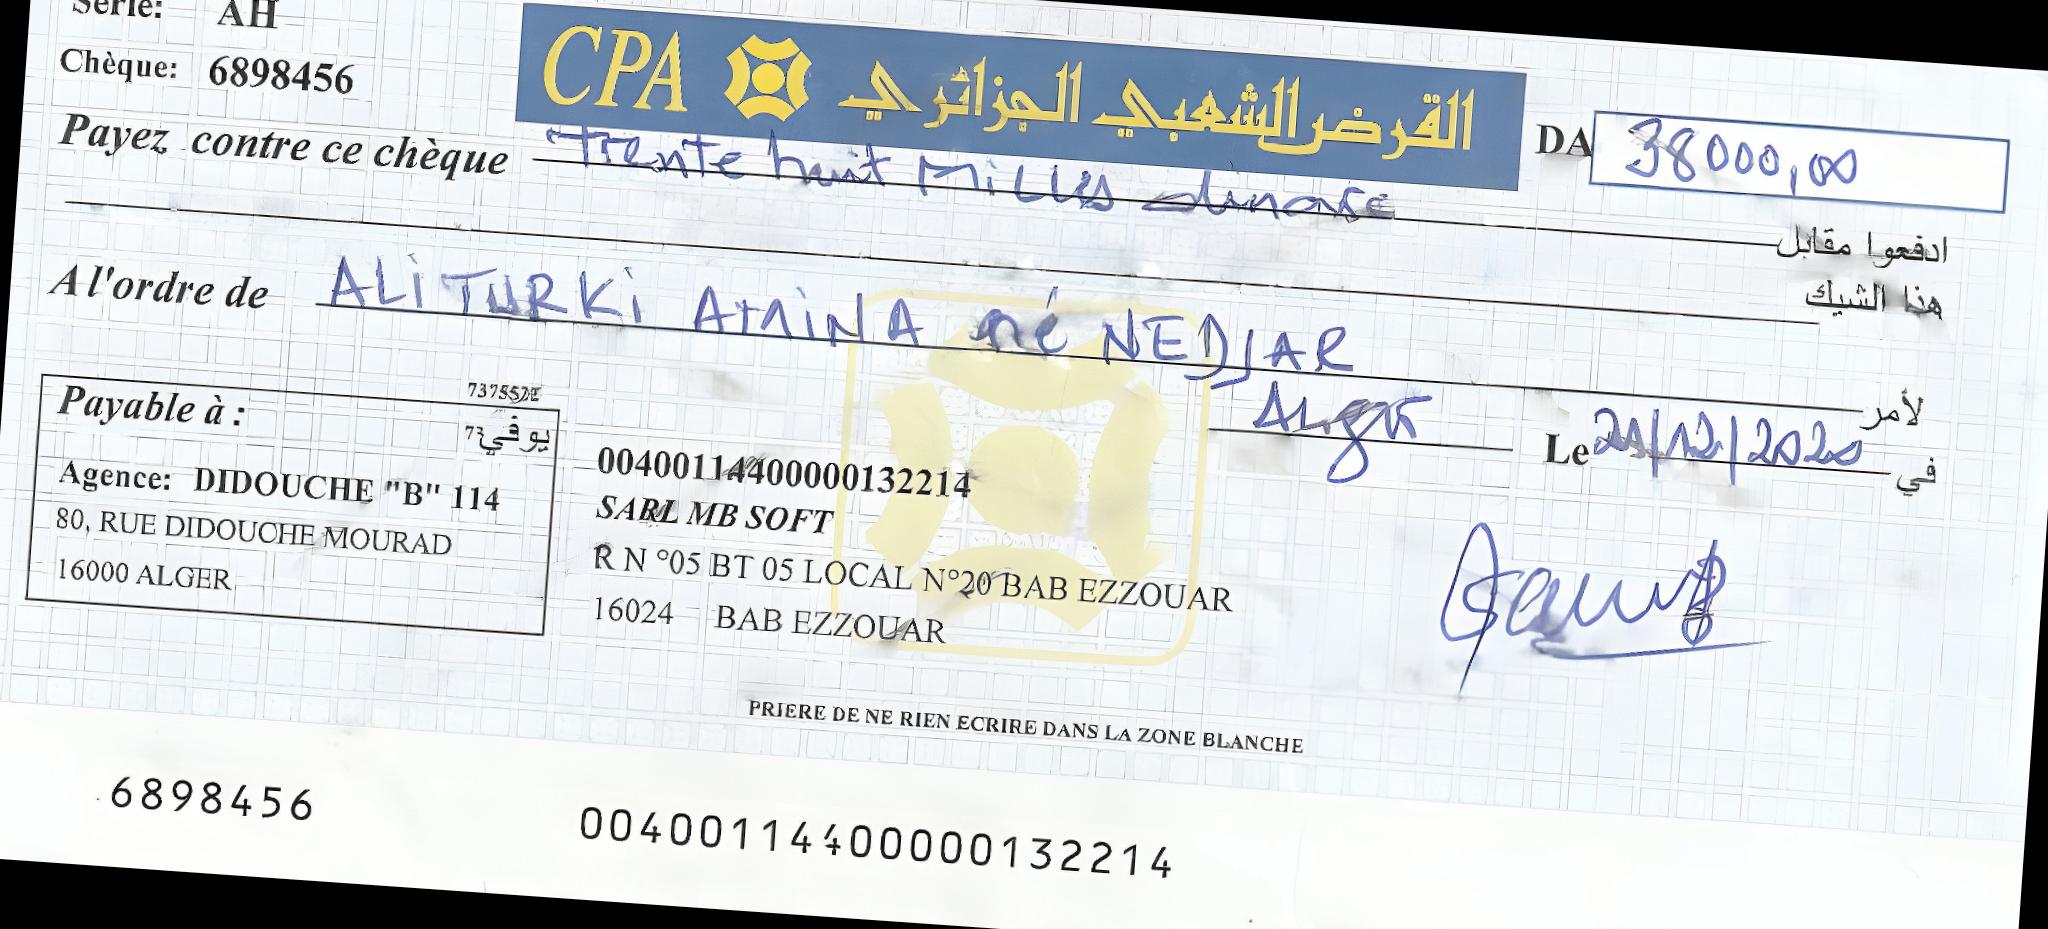 Série: AH
Chèque: 6898456
CPA القرض الشعبي الجزائري
DA 38000,00
Payez contre ce chèque Trente huit Milles dinars
ادفعوا مقابل
هذا الشيك
A l'ordre de ALI TURKI AMINA né NEDJAR
لأمر
Alger Le 21/12/2020 في
Payable à :
يوفي
Agence: DIDOUCHE "B" 114
80, RUE DIDOUCHE MOURAD
16000 ALGER
00400114400000132214
SARL MB SOFT
R N °05 BT 05 LOCAL N°20 BAB EZZOUAR
16024 BAB EZZOUAR
PRIERE DE NE RIEN ECRIRE DANS LA ZONE BLANCHE
6898456 00400114400000132214